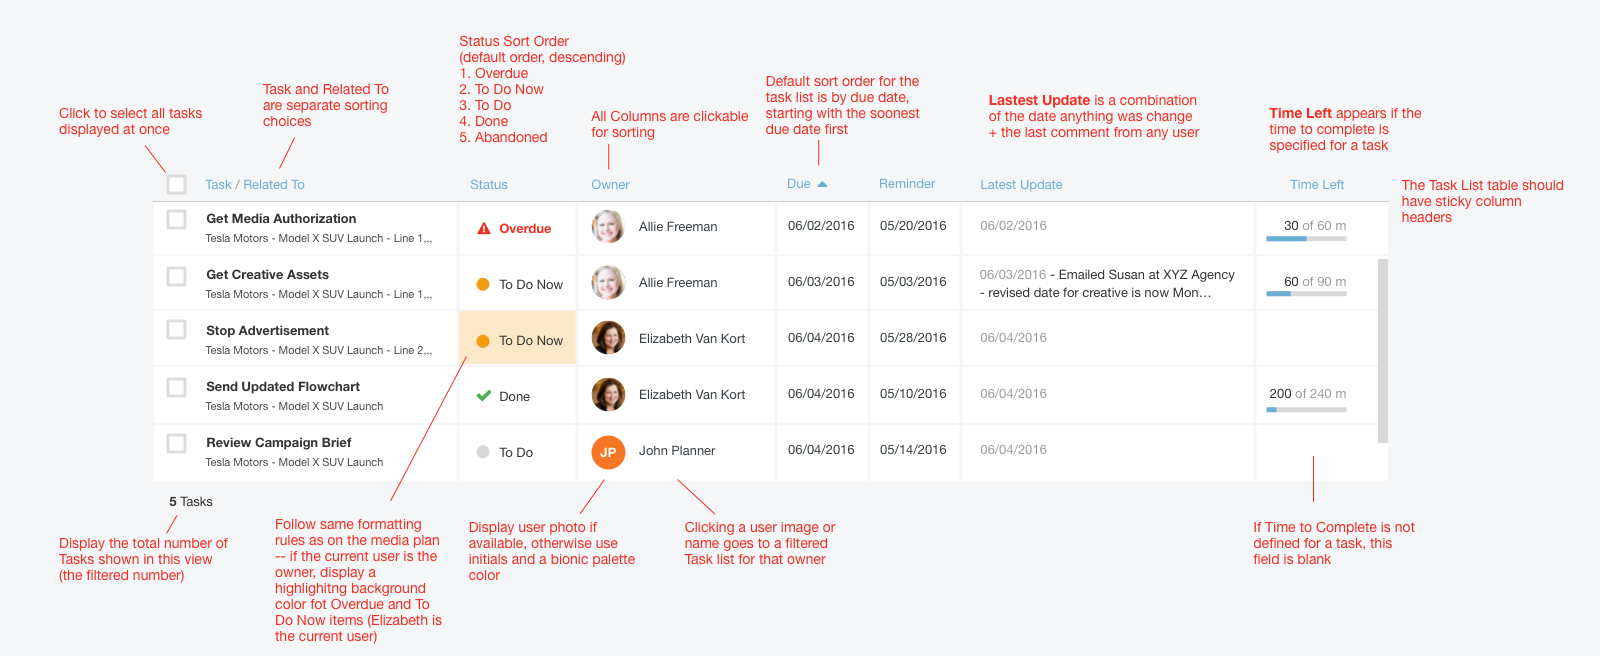 Status Sort Order
(default order, descending)
1. Overdue
2. To Do Now
3. To Do
4. Done
5. Abandoned
Task and Related To
are separate sorting
choices
Click to select all tasks
displayed at once
All Columns are clickable
for sorting
Default sort order for the
task list is by due date,
starting with the soonest
due date first
Lastest Update is a combination
of the date anything was change
+ the last comment from any user
Time Left appears if the
time to complete is
specified for a task
The Task List table should
have sticky column
headers
Task / Related To Status Owner Due Reminder Latest Update Time Left
Get Media Authorization
Tesla Motors - Model X SUV Launch - Line 1,,,
Overdue
Allie Freeman
06/02/2016
05/20/2016
06/02/2016
30 of 60 m
Get Creative Assets
Tesla Motors - Model X SUV Launch - Line 1,,,
To Do Now
Allie Freeman
06/03/2016
05/03/2016
06/03/2016 - Emailed Susan at XYZ Agency
- revised date for creative is now Mon...
60 of 90 m
Stop Advertisement
Tesla Motors - Model X SUV Launch - Line 2,,,
To Do Now
Elizabeth Van Kort
06/04/2016
05/28/2016
06/04/2016
Send Updated Flowchart
Tesla Motors - Model X SUV Launch
Done
Elizabeth Van Kort
06/04/2016
05/10/2016
06/04/2016
200 of 240 m
Review Campaign Brief
Tesla Motors - Model X SUV Launch
To Do
JP
John Planner
06/04/2016
05/14/2016
06/04/2016
5 Tasks
Display the total number of
Tasks shown in this view
(the filtered number)
Follow same formatting
rules as on the media plan
-- if the current user is the
owner, display a
highlighitng background
color fot Overdue and To
Do Now items (Elizabeth is
the current user)
Display user photo if
available, otherwise use
initials and a bionic palette
color
Clicking a user image or
name goes to a filtered
Task list for that owner
If Time to Complete is not
defined for a task, this
field is blank